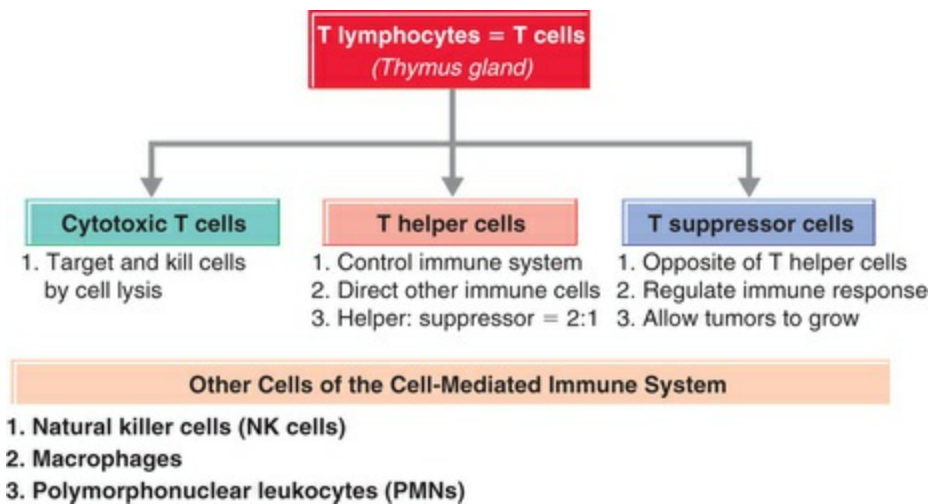 T lymphocytes = T cells
(Thymus gland)
Cytotoxic T cells
1. Target and kill cells
by cell lysis
T helper cells
1. Control immune system
2. Direct other immune cells
3. Helper: suppressor = 2:1
T suppressor cells
1. Opposite of T helper cells
2. Regulate immune response
3. Allow tumors to grow
Other Cells of the Cell-Mediated Immune System
1. Natural killer cells (NK cells)
2. Macrophages
3. Polymorphonuclear leukocytes (PMNs)